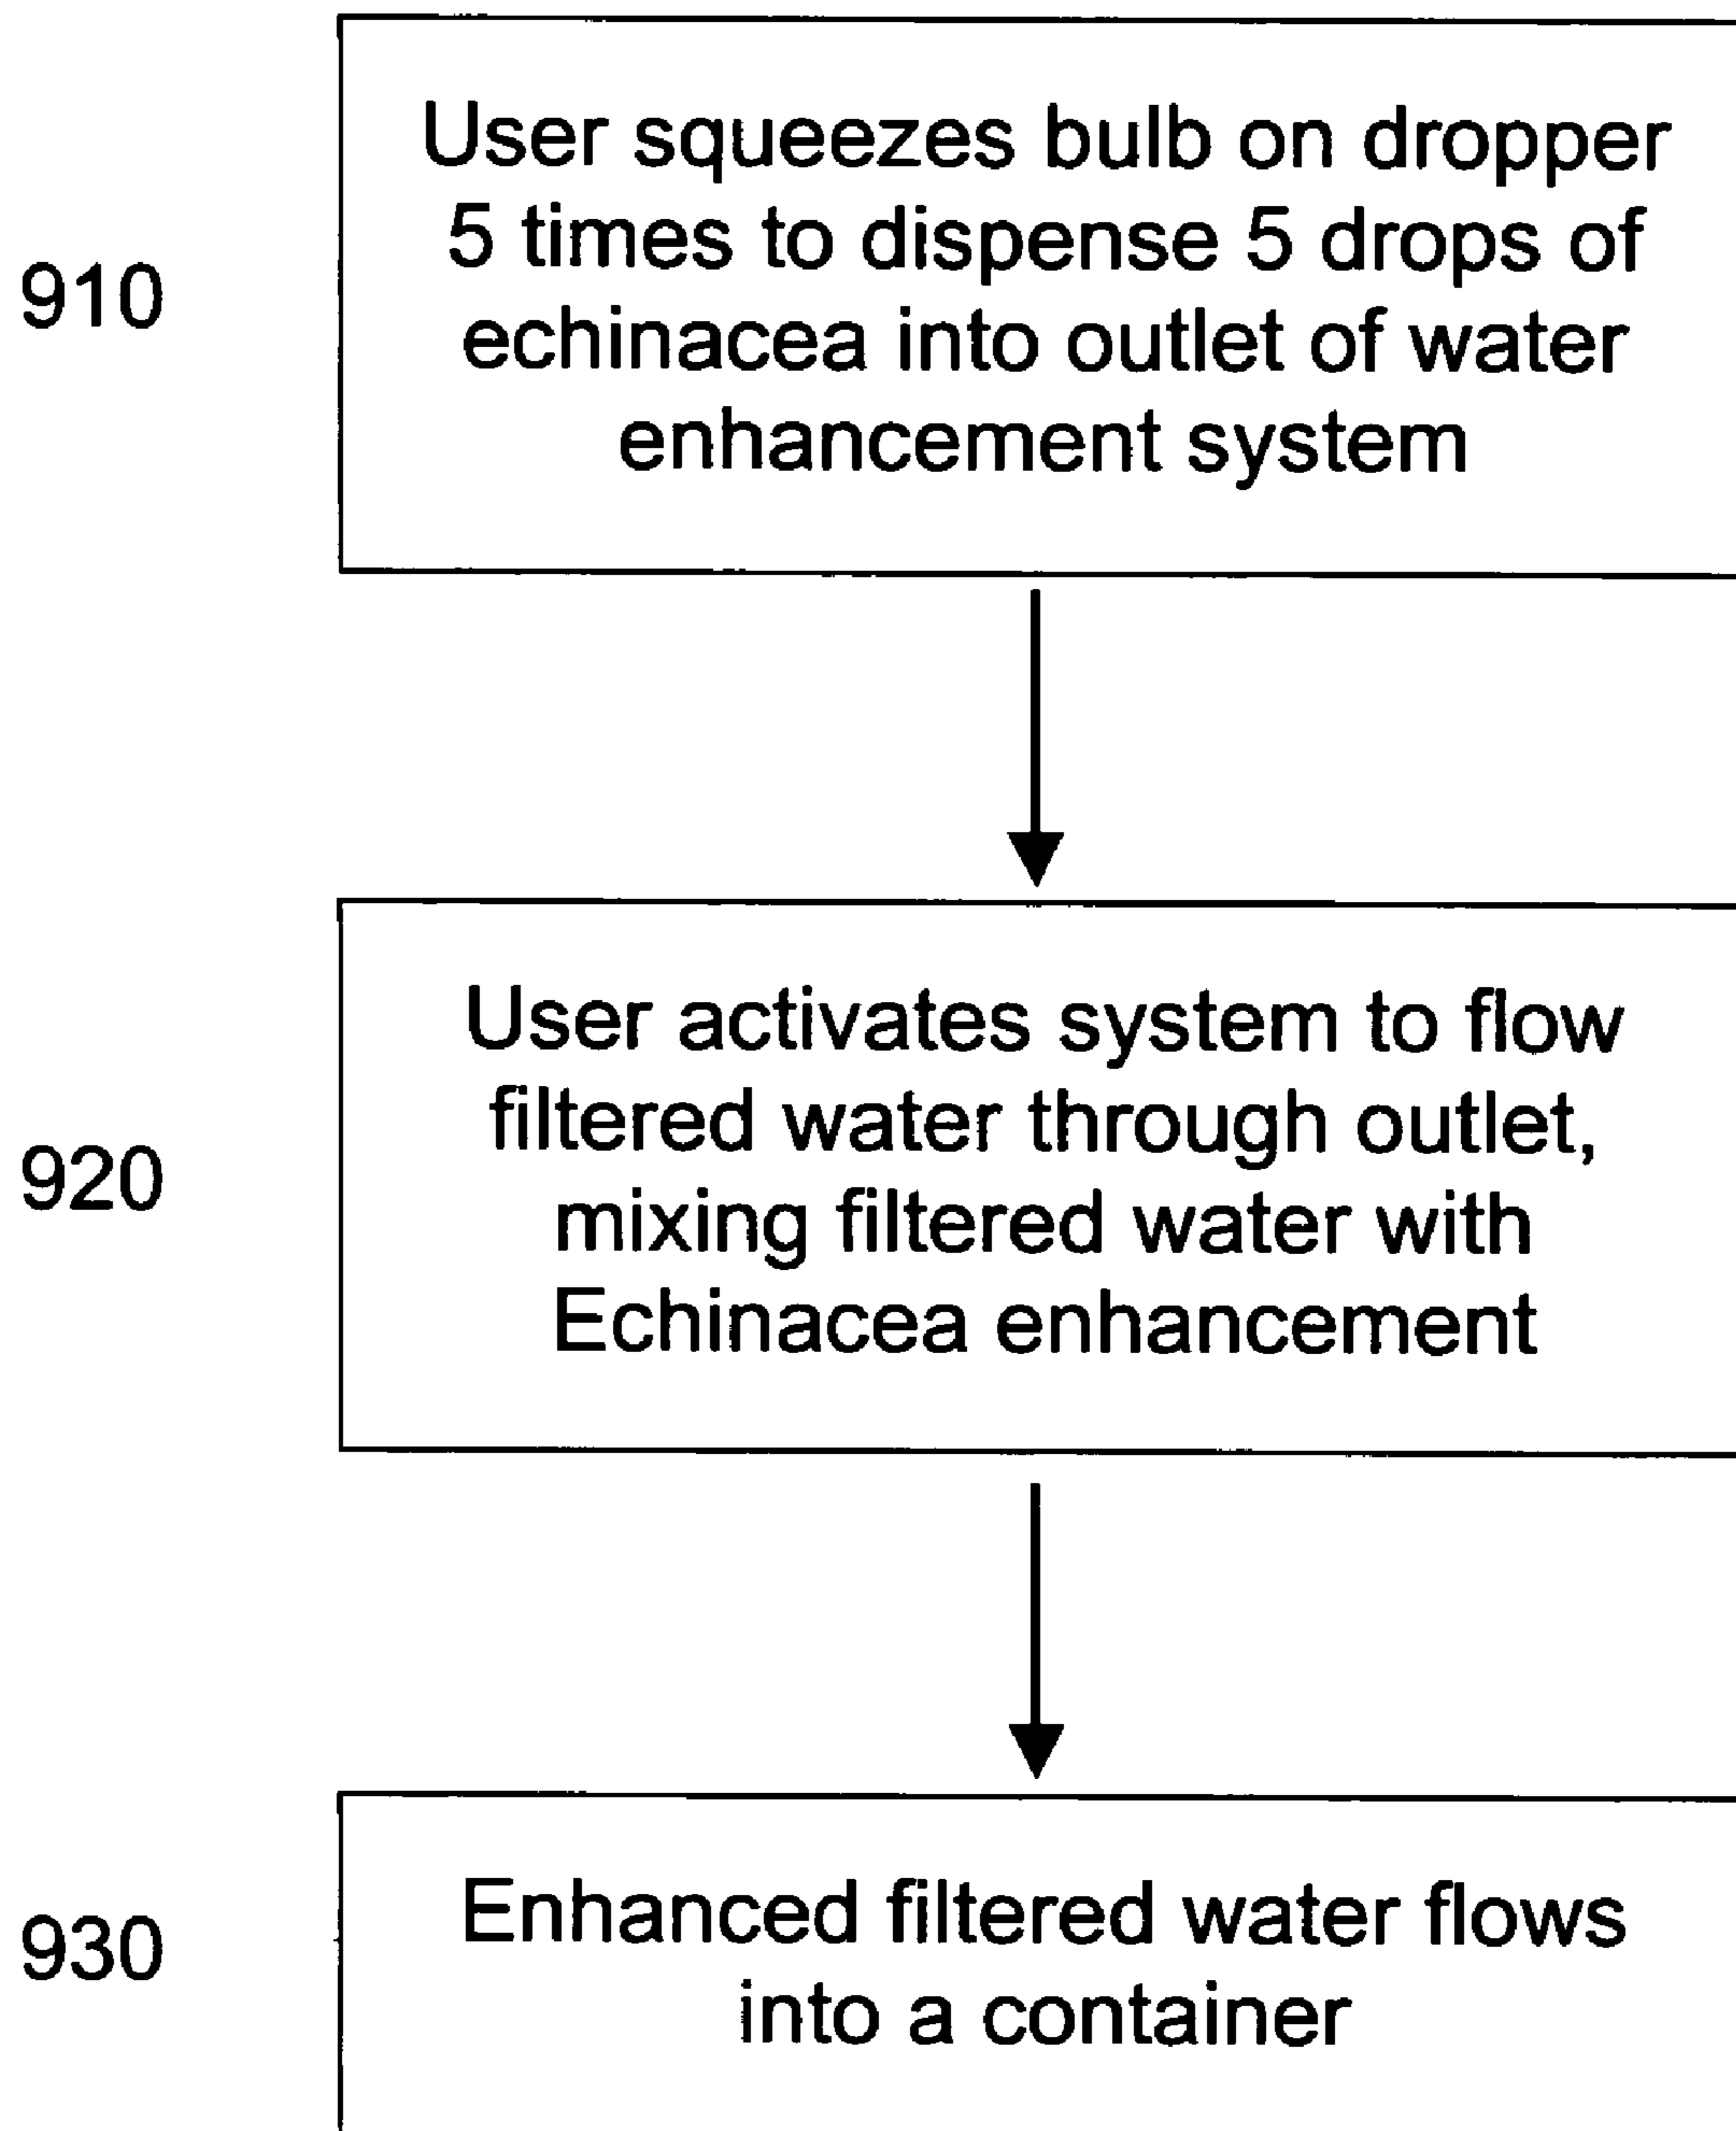 910
User squeezes bulb on dropper
5 times to dispense 5 drops of
echinacea into outlet of water
enhancement system
920
User activates system to flow
filtered water through outlet,
mixing filtered water with
Echinacea enhancement
930
Enhanced filtered water flows
into a container